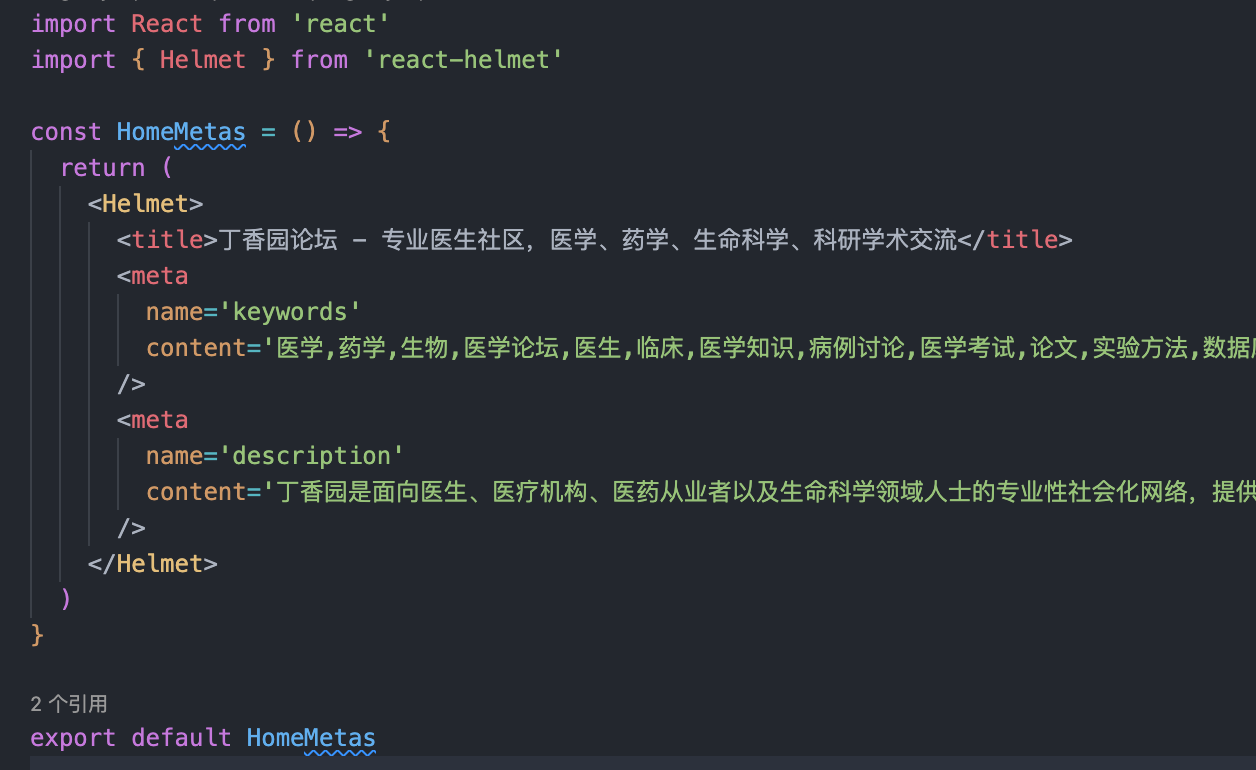 import React from 'react'
import { Helmet } from 'react-helmet'
const HomeMetas = () => {
return (
<Helmet>
<title>丁香园论坛 - 专业医生社区，医学、药学、生命科学、科研学术交流</title>
<meta
name='keywords'
content='医学,药学,生物,医学论坛,医生,临床,医学知识,病例讨论,医学考试,论文,实验方法,数据
/>
<meta
name='description'
content='丁香园是面向医生、医疗机构、医药从业者以及生命科学领域人士的专业性社会化网络，提供
/>
</Helmet>
)
}
2 个引用
export default HomeMetas